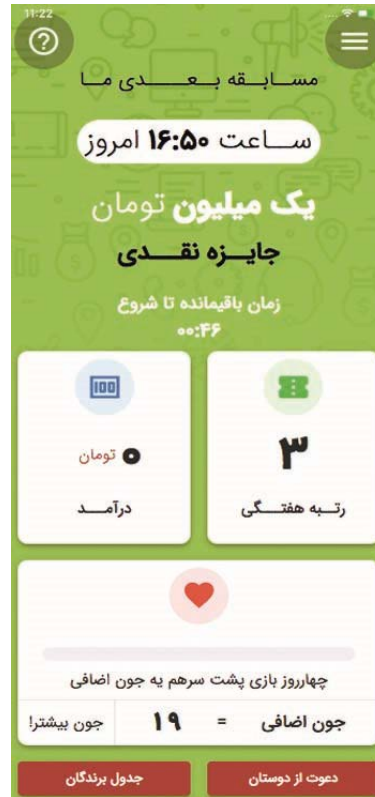 11:22
مسابقه بعدی ما
ساعت ۱۶:۵۰ امروز
یک میلیون تومان
جایزه نقدی
زمان باقیمانده تا شروع
۰۰:۴۶
100
۳
رتبه هفتگی
۰ تومان
درآمد
چهارروز بازی پشت سرهم یه جون اضافی
جون اضافی = ۱۹ جون بیشتر!
دعوت از دوستان
جدول برندگان